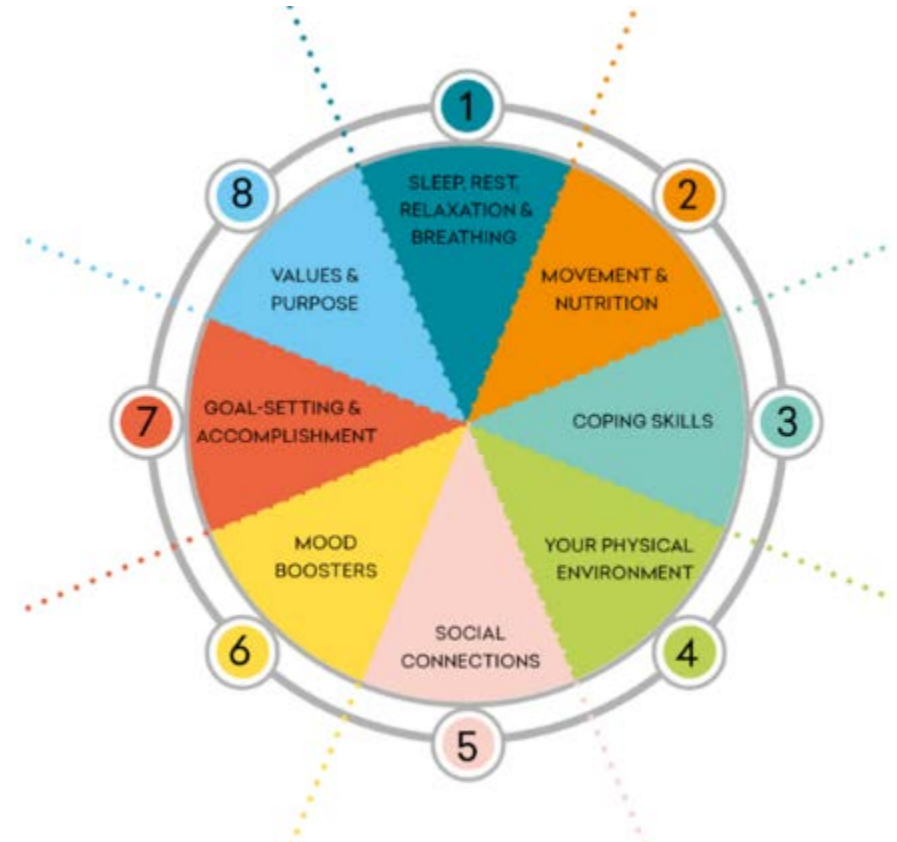 1
SLEEP, REST,
RELAXATION &
BREATHING
2
MOVEMENT &
NUTRITION
3
COPING SKILLS
4
YOUR PHYSICAL
ENVIRONMENT
5
SOCIAL
CONNECTIONS
6
MOOD
BOOSTERS
7
GOAL-SETTING &
ACCOMPLISHMENT
8
VALUES &
PURPOSE